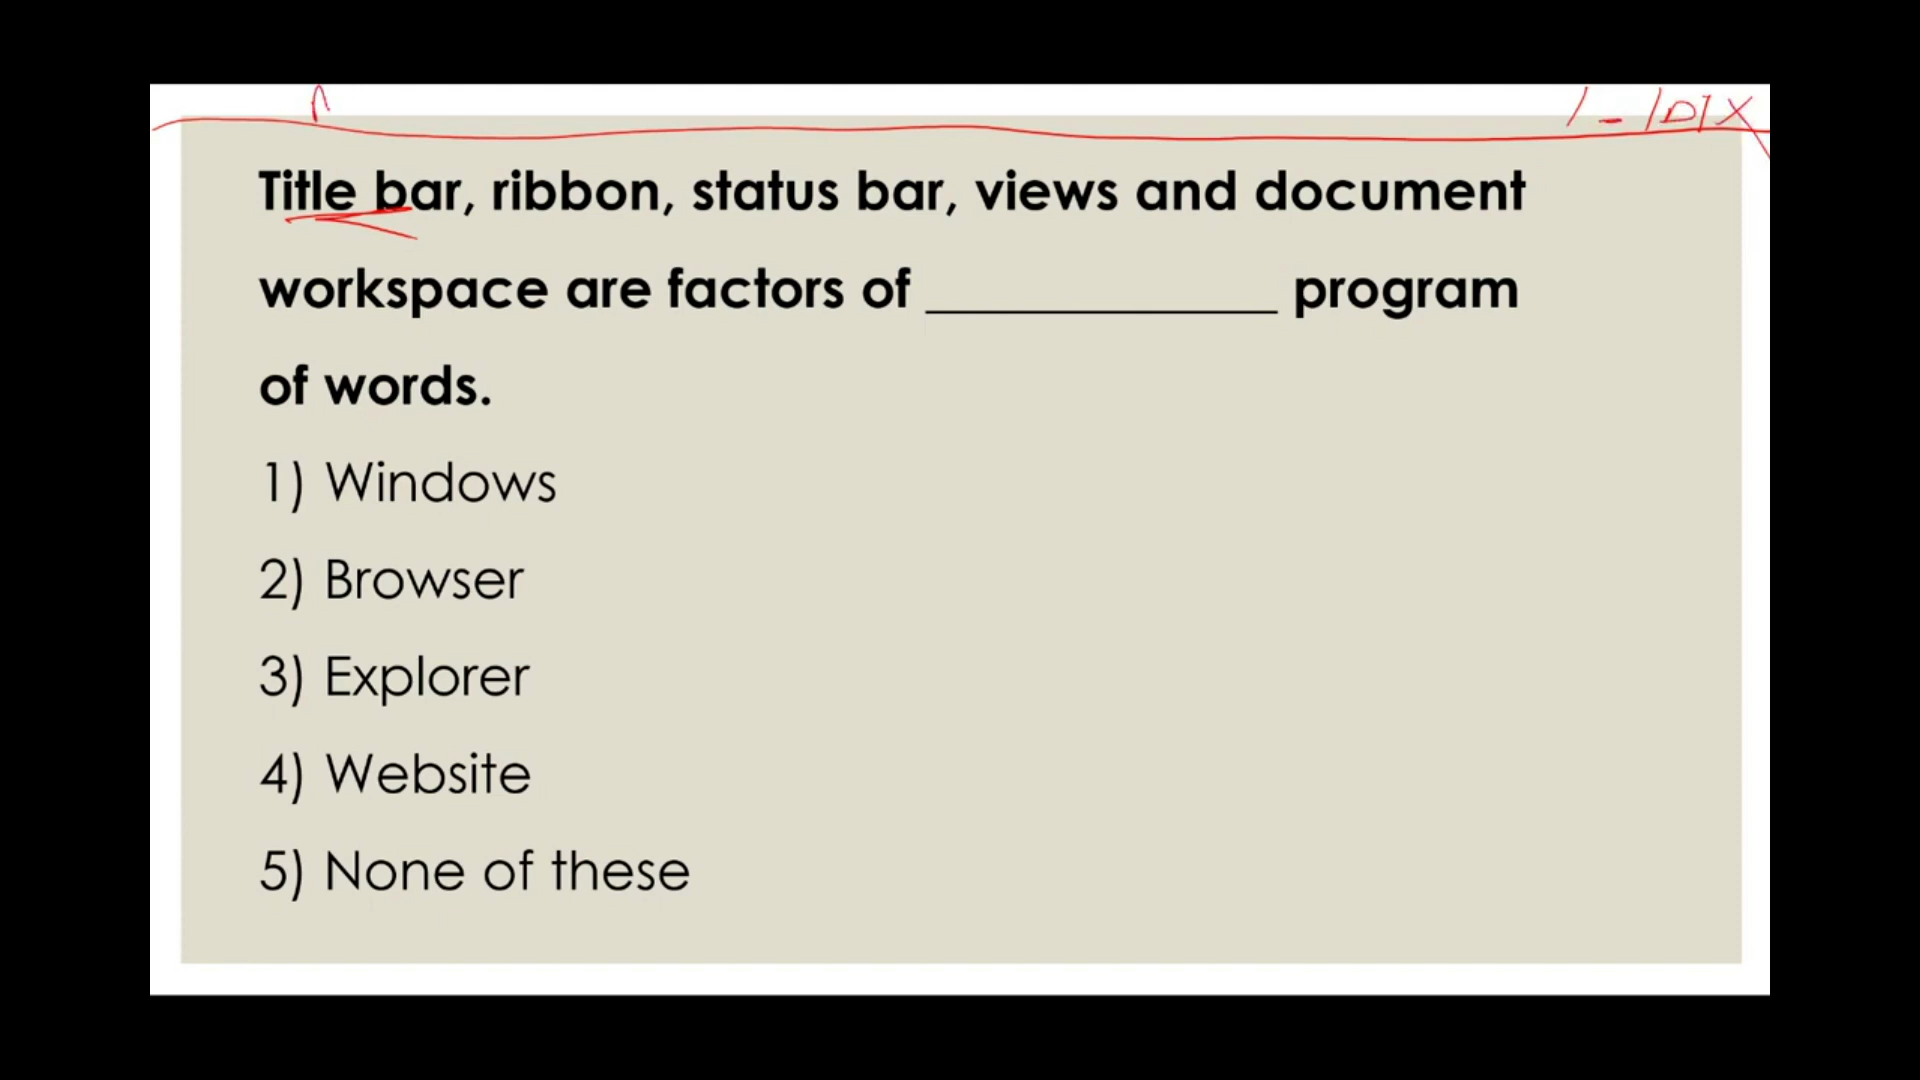 Title bar, ribbon, status bar, views and document
workspace are factors of _____________ program
of words.
1) Windows
2) Browser
3) Explorer
4) Website
5) None of these